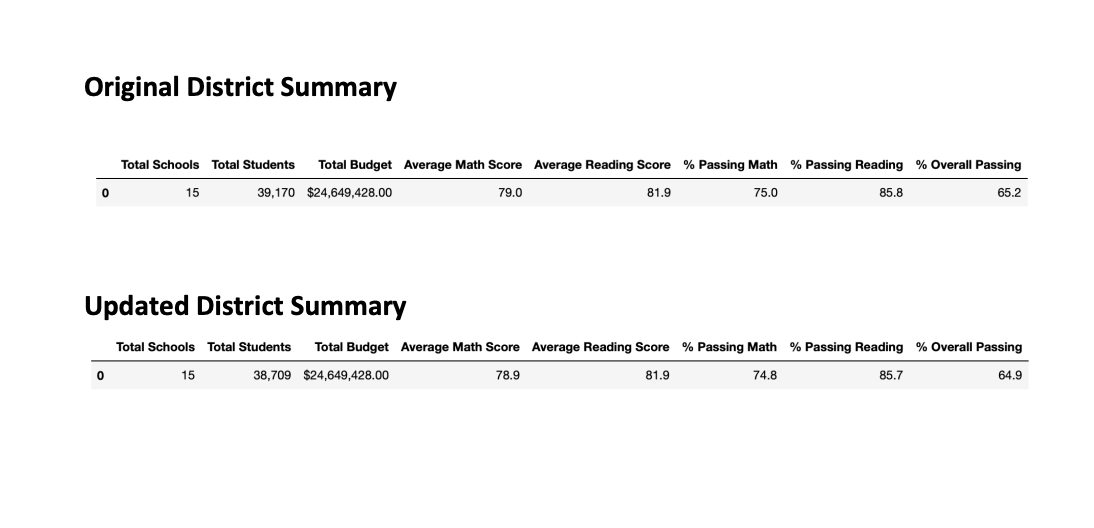 Original District Summary
Total Schools Total Students Total Budget Average Math Score Average Reading Score % Passing Math % Passing Reading % Overall Passing
0 15 39,170 $24,649,428.00 79.0 81.9 75.0 85.8 65.2
Updated District Summary
Total Schools Total Students Total Budget Average Math Score Average Reading Score % Passing Math % Passing Reading % Overall Passing
0 15 38,709 $24,649,428.00 78.9 81.9 74.8 85.7 64.9